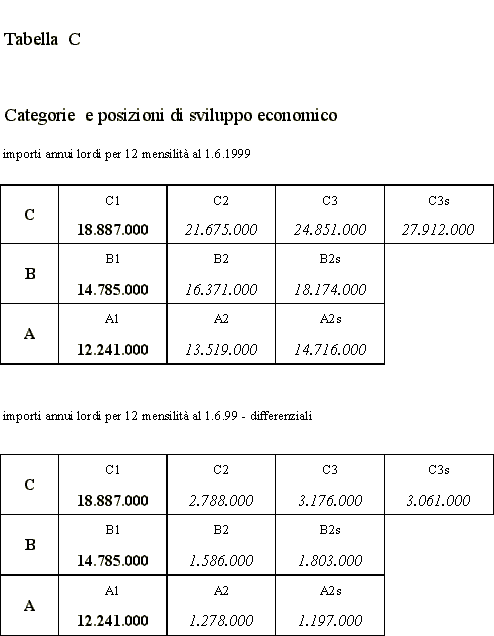 Tabella C
Categorie e posizioni di sviluppo economico
importi annui lordi per 12 mensilità al 1.6.1999
C C1 C2 C3 C3s
18.887.000 21.675.000 24.851.000 27.912.000
B B1 B2 B2s
14.785.000 16.371.000 18.174.000
A A1 A2 A2s
12.241.000 13.519.000 14.716.000
importi annui lordi per 12 mensilità al 1.6.99 - differenziali
C C1 C2 C3 C3s
18.887.000 2.788.000 3.176.000 3.061.000
B B1 B2 B2s
14.785.000 1.586.000 1.803.000
A A1 A2 A2s
12.241.000 1.278.000 1.197.000